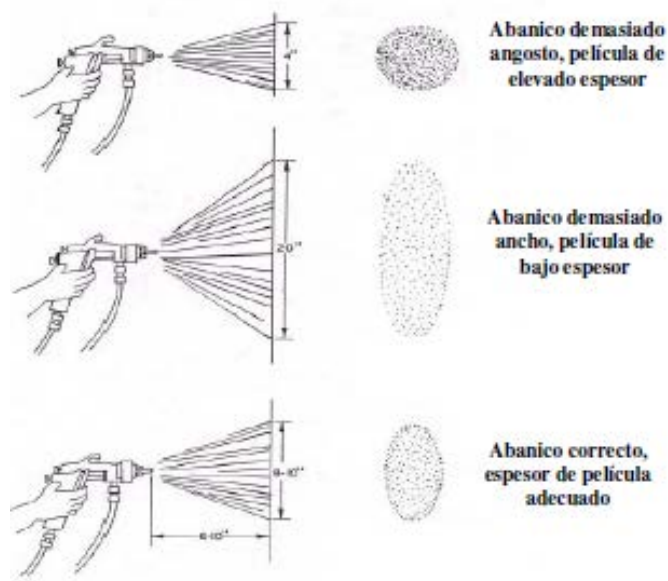 Abanico demasiado
angosto, película de
elevado espesor
20"
Abanico demasiado
ancho, película de
bajo espesor
Abanico correcto,
espesor de película
adecuado